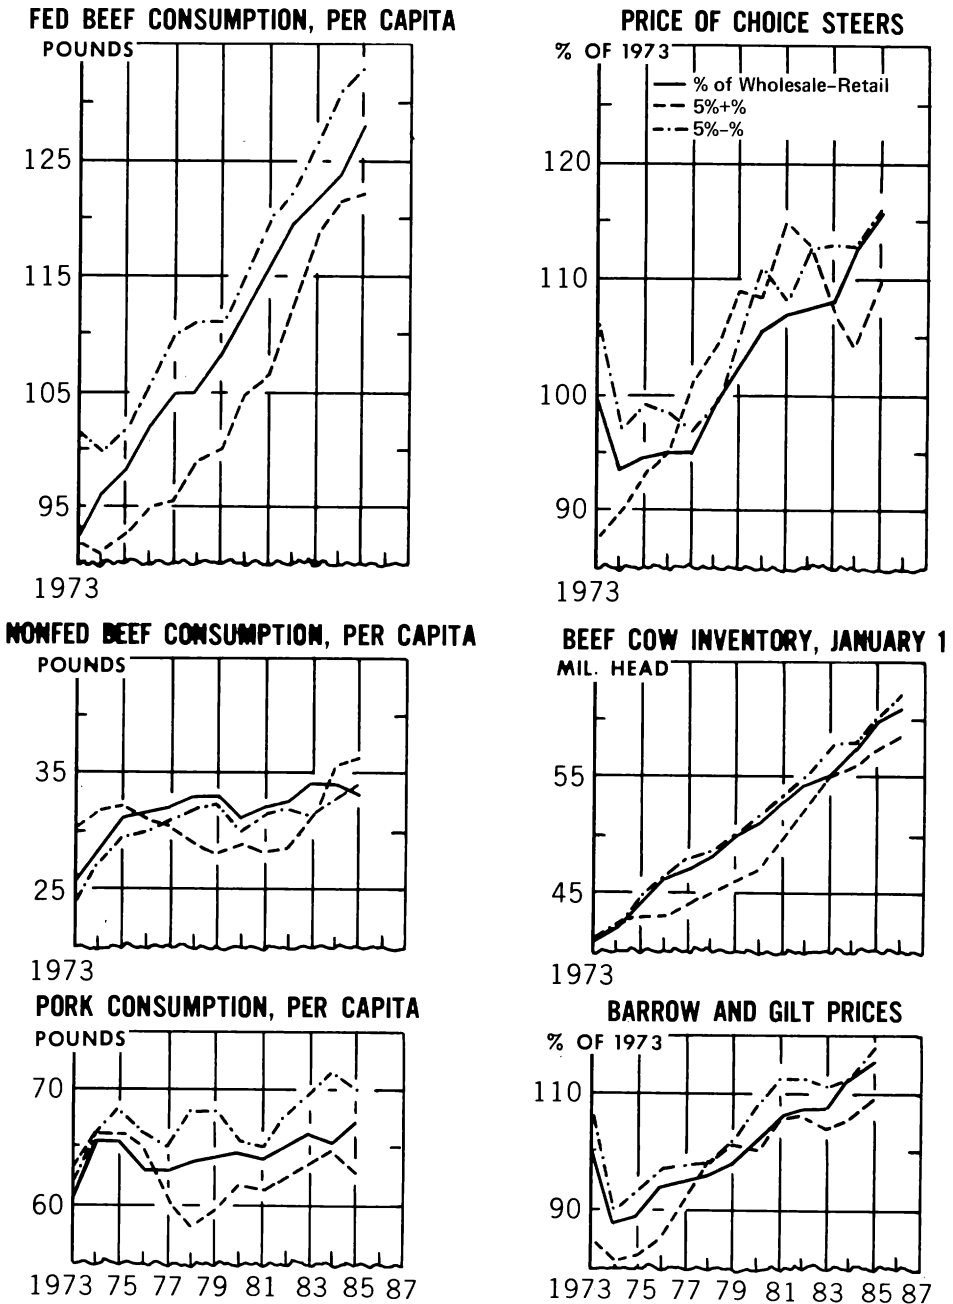 FED BEEF CONSUMPTION, PER CAPITA
POUNDS
125
115
105
95
1973
PRICE OF CHOICE STEERS
% OF 1973
% of Wholesale-Retail
5%+%
5%-%
120
110
100
90
1973
NONFED BEEF CONSUMPTION, PER CAPITA
POUNDS
35
25
1973
BEEF COW INVENTORY, JANUARY 1
MIL. HEAD
55
45
1973
PORK CONSUMPTION, PER CAPITA
POUNDS
70
60
1973 75 77 79 81 83 85 87
BARROW AND GILT PRICES
% OF 1973
110
90
1973 77 79 81 83 85 87